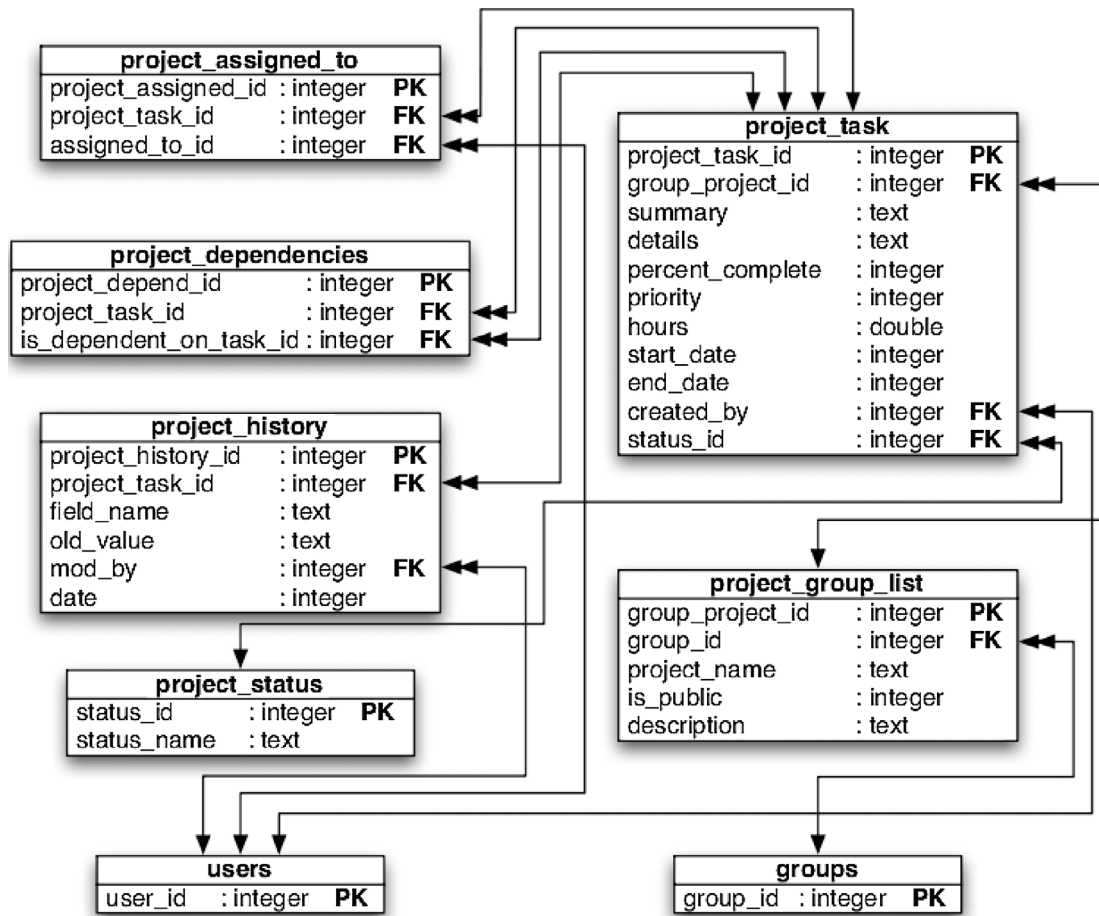 project_assigned_to
project_assigned_id : integer PK
project_task_id : integer FK
assigned_to_id : integer FK
project_task
project_task_id : integer PK
group_project_id : integer FK
summary : text
details : text
percent_complete : integer
priority : integer
hours : double
start_date : integer
end_date : integer
created_by : integer FK
status_id : integer FK
project_dependencies
project_depend_id : integer PK
project_task_id : integer FK
is_dependent_on_task_id : integer FK
project_history
project_history_id : integer PK
project_task_id : integer FK
field_name : text
old_value : text
mod_by : integer FK
date : integer
project_group_list
group_project_id : integer PK
group_id : integer FK
project_name : text
is_public : integer
description : text
project_status
status_id : integer PK
status_name : text
users
user_id : integer PK
groups
group_id : integer PK